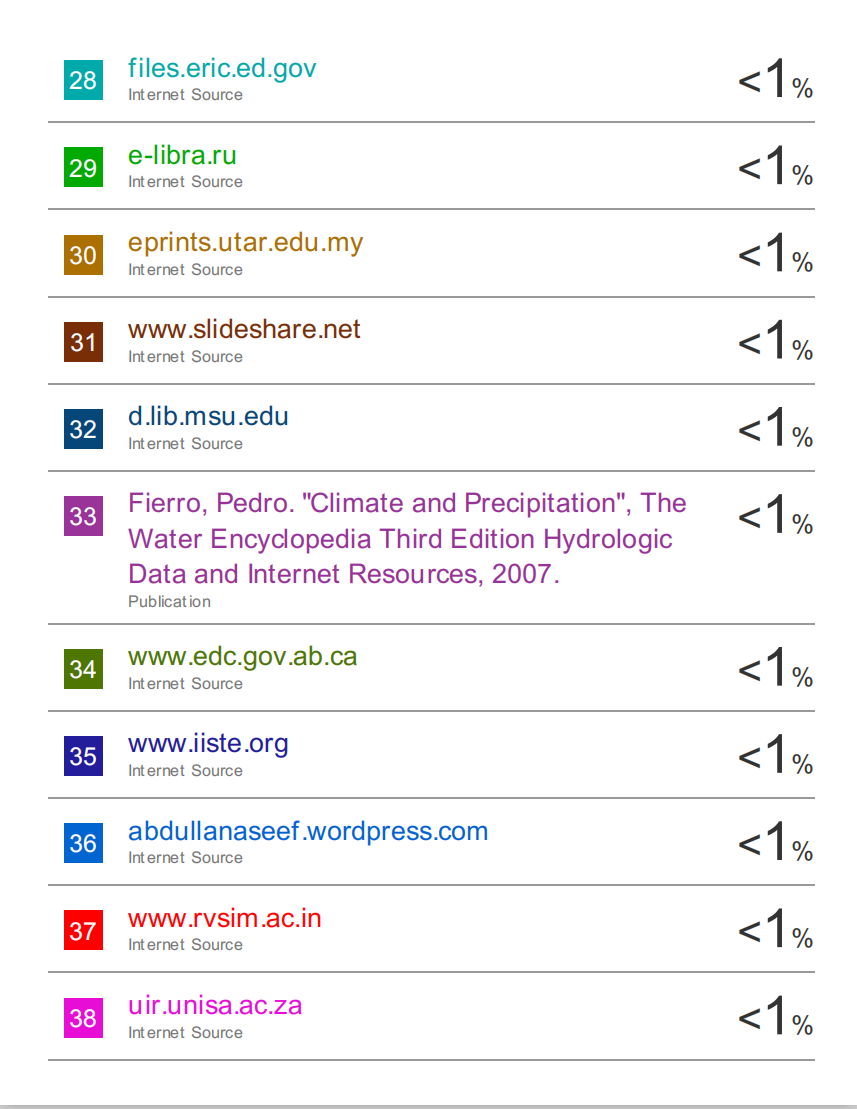 28
files.eric.ed.gov
Internet Source
<1%
29
e-libra.ru
Internet Source
<1%
30
eprints.utar.edu.my
Internet Source
<1%
31
www.slideshare.net
Internet Source
<1%
32
d.lib.msu.edu
Internet Source
<1%
33
Fierro, Pedro. "Climate and Precipitation", The
Water Encyclopedia Third Edition Hydrologic
Data and Internet Resources, 2007.
Publication
<1%
34
www.edc.gov.ab.ca
Internet Source
<1%
35
www.iiste.org
Internet Source
<1%
36
abdullanaseef.wordpress.com
Internet Source
<1%
37
www.rvsim.ac.in
Internet Source
<1%
38
uir.unisa.ac.za
Internet Source
<1%